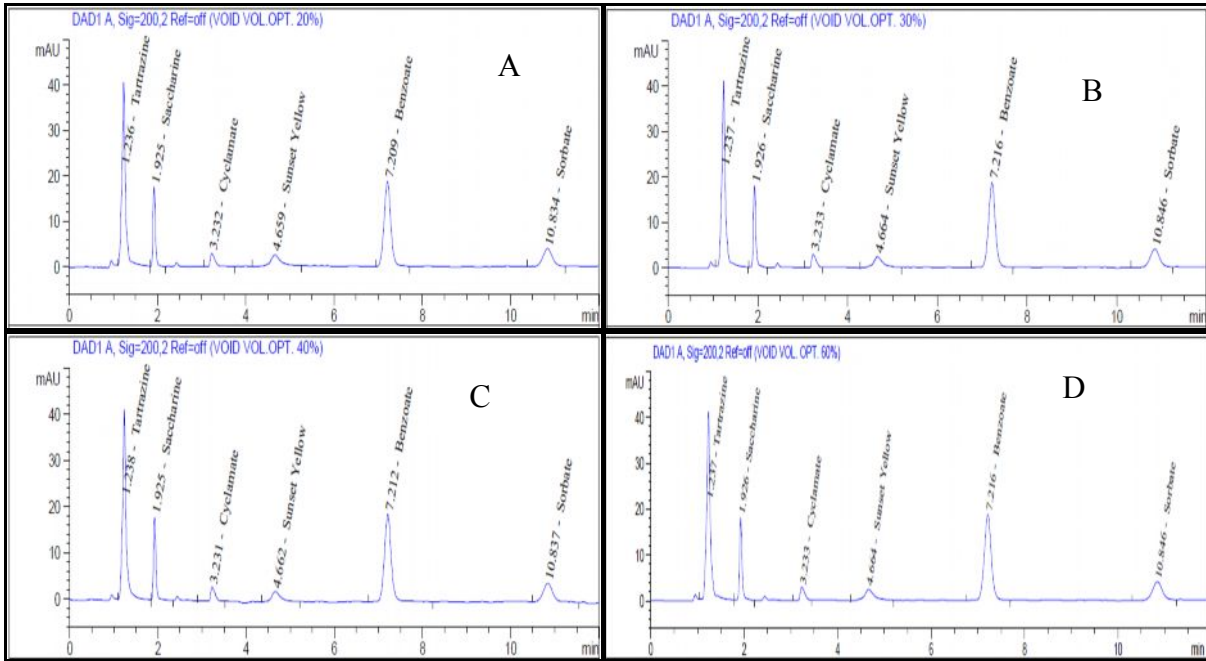 DAD1 A, Sig=200,2 Ref=off (VOID VOL.OPT. 20%)
mAU
40
30
20
10
0
1.236 - Tartrazine
1.925 - Saccharine
3.232 - Cyclamate
4.659 - Sunset Yellow
7.209 - Benzoate
10.834 - Sorbate
A
0 2 4 6 8 10 min
DAD1 A, Sig=200,2 Ref=off (VOID VOL.OPT. 30%)
mAU
40
30
20
10
0
1.237 - Tartrazine
1.926 - Saccharine
3.233 - Cyclamate
4.664 - Sunset Yellow
7.216 - Benzoate
10.846 - Sorbate
B
0 2 4 6 8 10 min
DAD1 A, Sig=200,2 Ref=off (VOID VOL.OPT. 40%)
mAU
40
30
20
10
0
1.238 - Tartrazine
1.925 - Saccharine
3.231 - Cyclamate
4.662 - Sunset Yellow
7.212 - Benzoate
10.837 - Sorbate
C
0 2 4 6 8 10 min
DAD1 A, Sig=200,2 Ref=off (VOID VOL. OPT. 60%)
mAU
40
30
20
10
0
1.237 - Tartrazine
1.926 - Saccharine
3.233 - Cyclamate
4.664 - Sunset Yellow
7.216 - Benzoate
10.846 - Sorbate
D
0 2 4 6 8 10 min